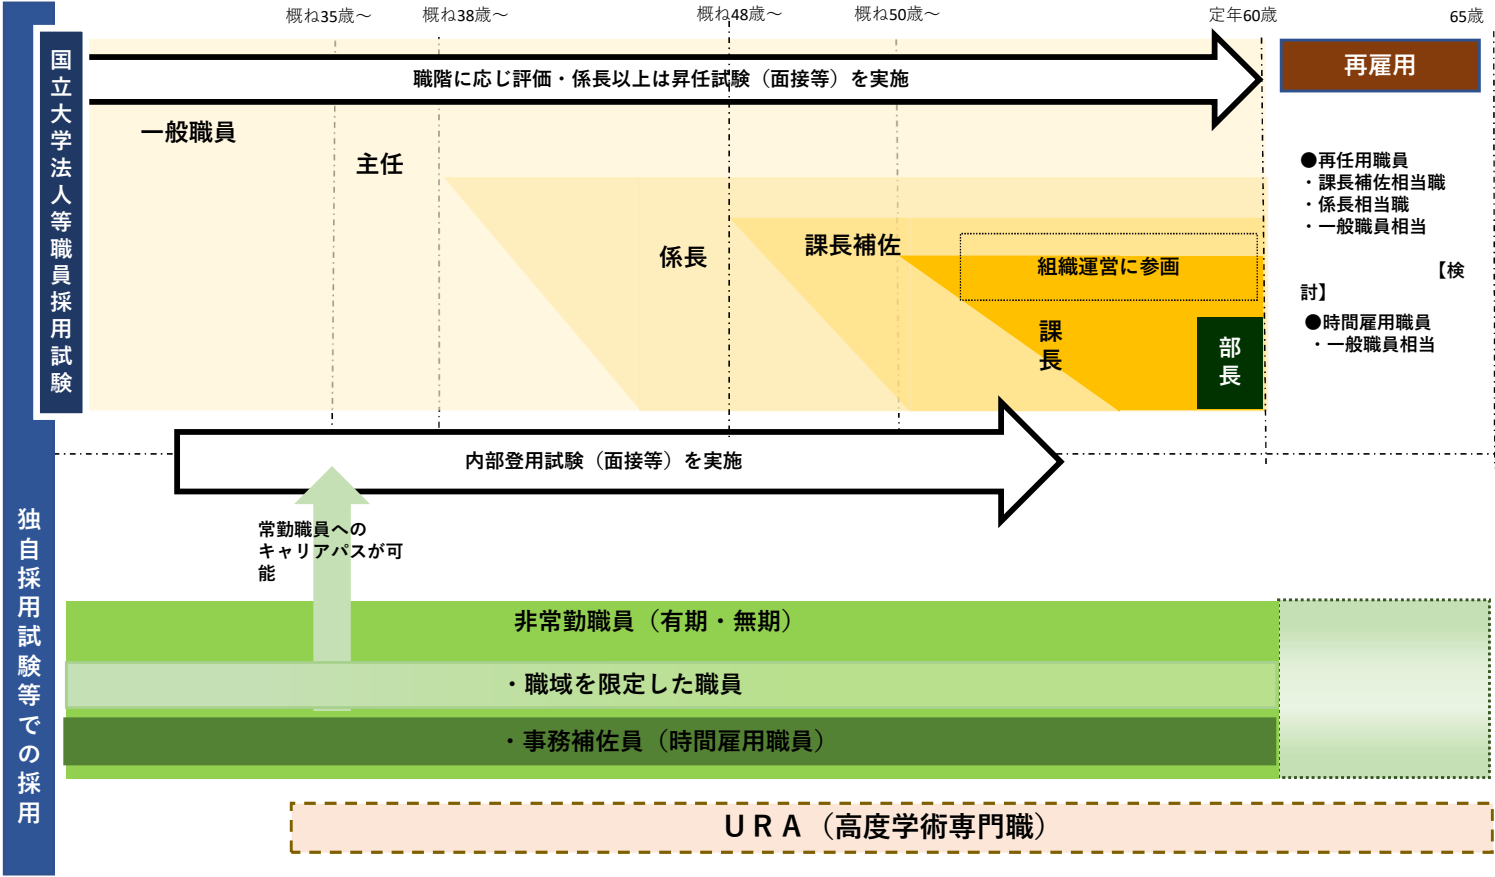 概ね35歳～
概ね38歳～
概ね48歳～
概ね50歳～
定年60歳
65歳
国立大学法人等職員採用試験
職階に応じ評価・係長以上は昇任試験（面接等）を実施
再雇用
一般職員
主任
係長
課長補佐
組織運営に参画
課長
部長
●再任用職員
・課長補佐相当職
・係長相当職
・一般職員相当
【検
討】
●時間雇用職員
・一般職員相当
内部登用試験（面接等）を実施
独自採用試験等での採用
常勤職員への
キャリアパスが可
能
非常勤職員（有期・無期）
・職域を限定した職員
・事務補佐員（時間雇用職員）
ＵＲＡ（高度学術専門職）